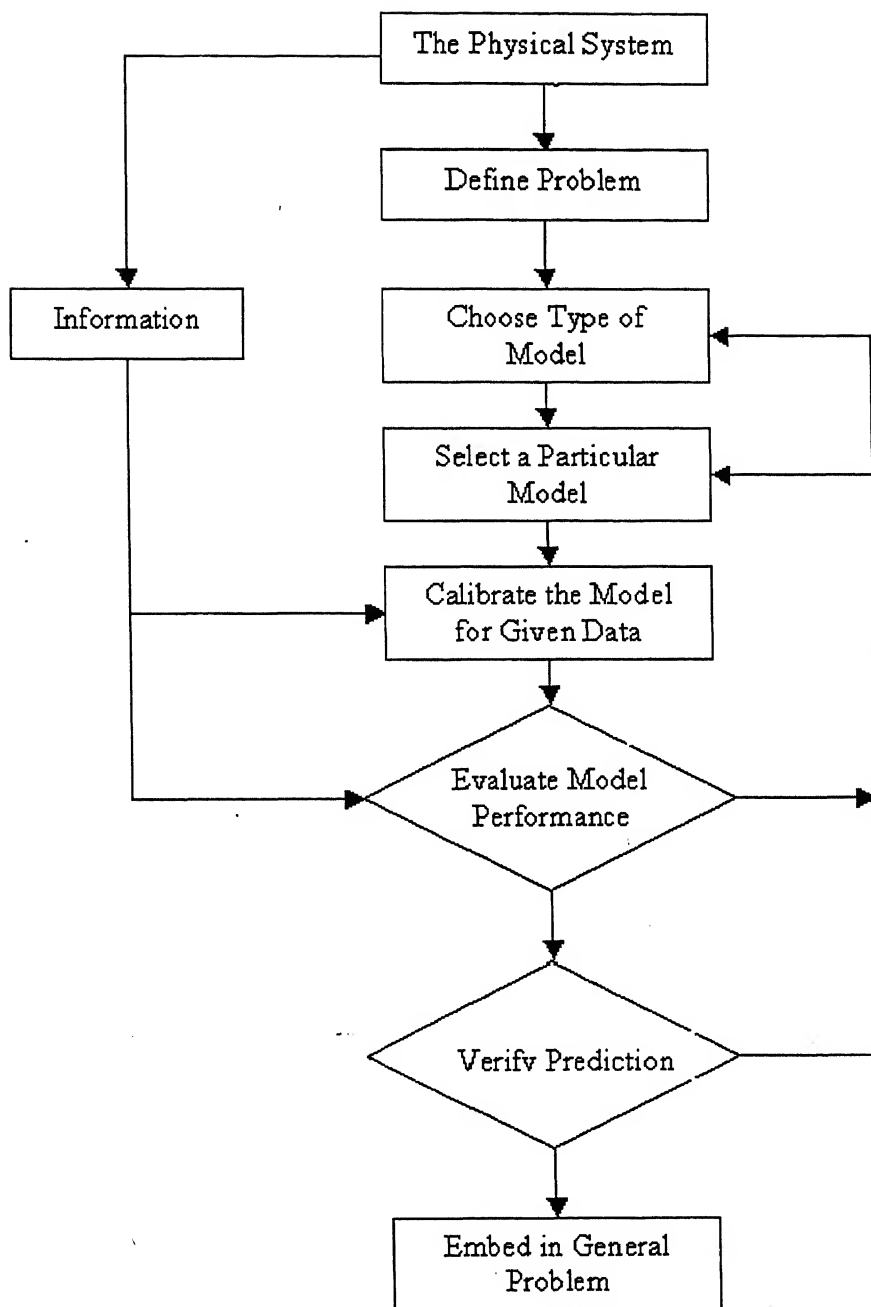 The Physical System
Define Problem
Information
Choose Type of
Model
Select a Particular
Model
Calibrate the Model
for Given Data
Evaluate Model
Performance
Verify Prediction
Embed in General
Problem